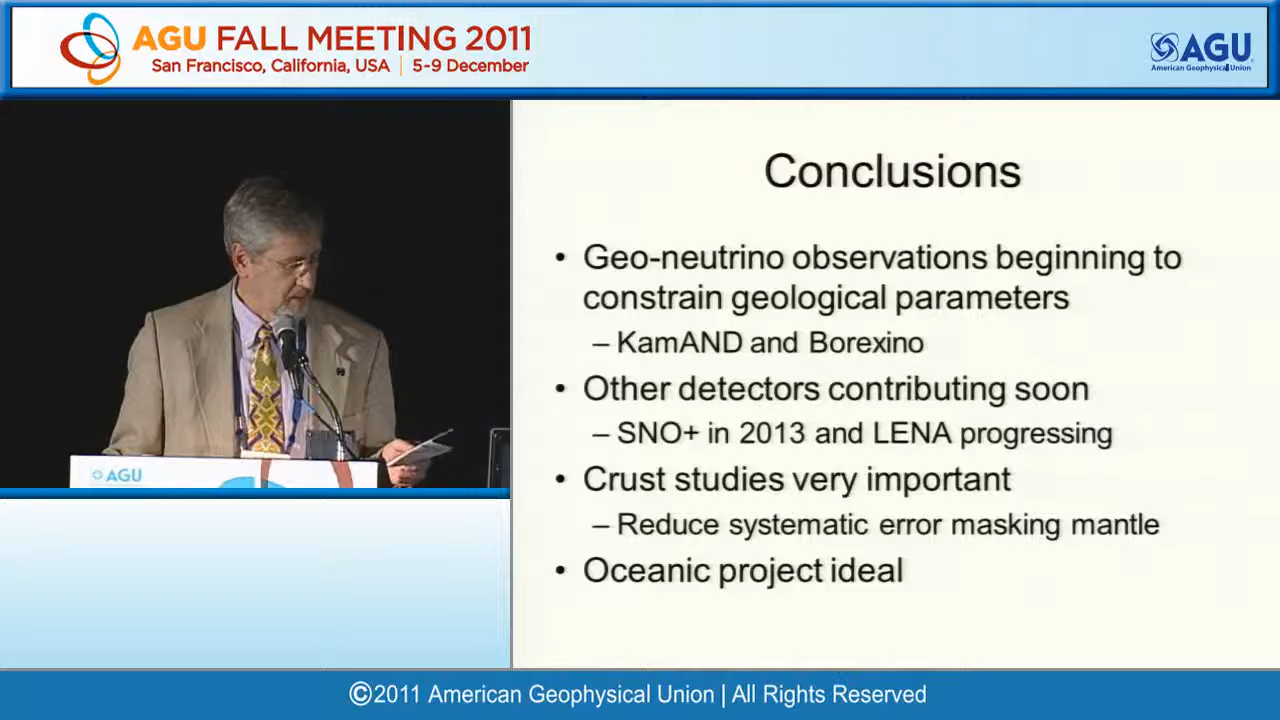 AGU FALL MEETING 2011
San Francisco, California, USA | 5-9 December
AGU
American Geophysical Union
Conclusions
• Geo-neutrino observations beginning to
constrain geological parameters
– KamAND and Borexino
• Other detectors contributing soon
– SNO+ in 2013 and LENA progressing
• Crust studies very important
– Reduce systematic error masking mantle
• Oceanic project ideal
AGU
©2011 American Geophysical Union | All Rights Reserved